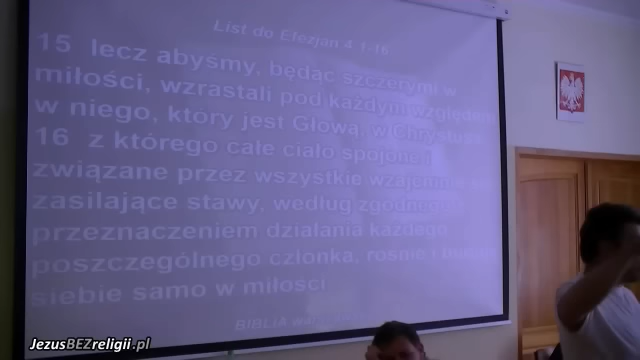 List do Efezjan 4 1-16
15 lecz abyśmy, będąc szczerymi w
miłości, wzrastali pod każdym względem
w niego, który jest Głową, w Chrystusa
16 z którego całe ciało spojone i
związane przez wszystkie wzajemnie się
zasilające stawy, według zgodnego z
przeznaczeniem działania każdego
poszczególnego członka, rośnie i buduje
siebie samo w miłości
BIBLIA
JezusBEZreligii.pl